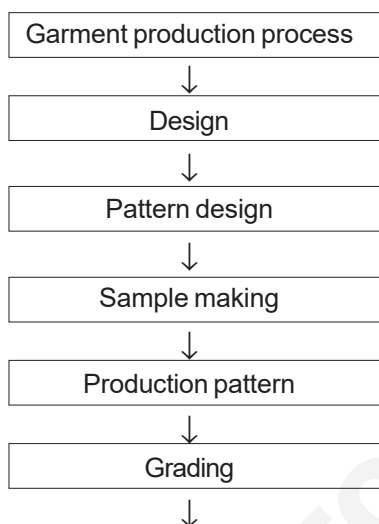 Garment production process
Design
Pattern design
Sample making
Production pattern
Grading